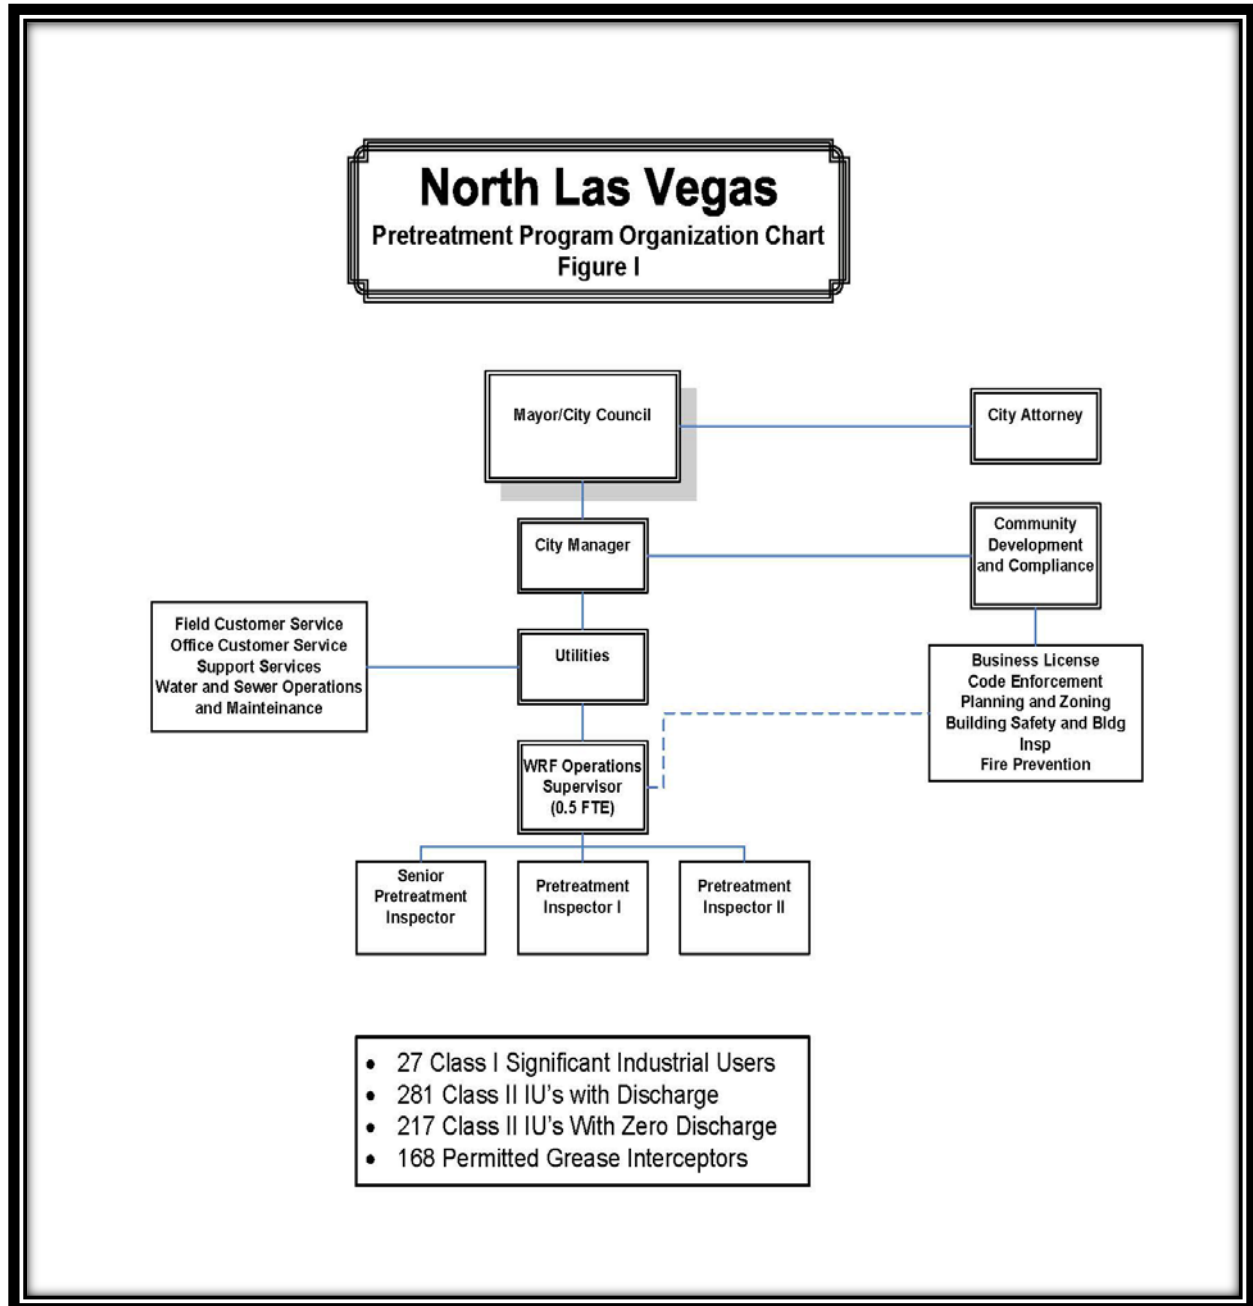 North Las Vegas
Pretreatment Program Organization Chart
Figure I
Mayor/City Council
City Attorney
City Manager
Community
Development
and Compliance
Field Customer Service
Office Customer Service
Support Services
Water and Sewer Operations
and Mainteinance
Utilities
Business License
Code Enforcement
Planning and Zoning
Building Safety and Bldg
Insp
Fire Prevention
WRF Operations
Supervisor
(0.5 FTE)
Senior
Pretreatment
Inspector
Pretreatment
Inspector I
Pretreatment
Inspector II
• 27 Class I Significant Industrial Users
• 281 Class II IU's with Discharge
• 217 Class II IU's With Zero Discharge
• 168 Permitted Grease Interceptors